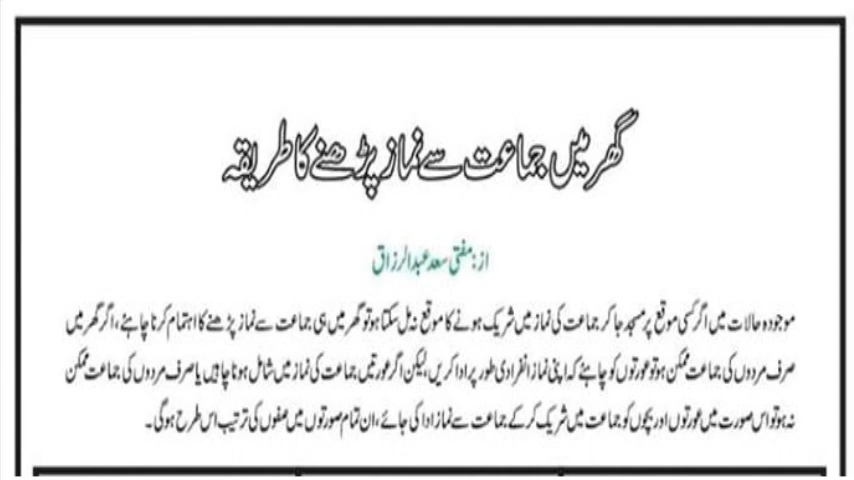 گھر میں جماعت سے نماز پڑھنے کا طریقہ
از: مفتی سعد عبدالرزاق
موجودہ حالات میں اگر کسی موقع پر مسجد جا کر جماعت کی نماز میں شریک ہونے کا موقع نہ مل سکتا ہو تو گھر میں ہی جماعت سے نماز پڑھنے کا اہتمام کرنا چاہئے، اگر گھر میں
صرف مردوں کی جماعت ممکن ہو تو عورتوں کو چاہئے کہ اپنی نماز انفرادی طور پر ادا کریں، لیکن اگر عورتیں جماعت کی نماز میں شامل ہونا چاہیں یا صرف مردوں کی جماعت ممکن
نہ ہو تو اس صورت میں عورتوں اور بچوں کو جماعت میں شریک کر کے جماعت سے نماز ادا کی جائے، ان تمام صورتوں میں صفوں کی ترتیب اس طرح ہوگی۔